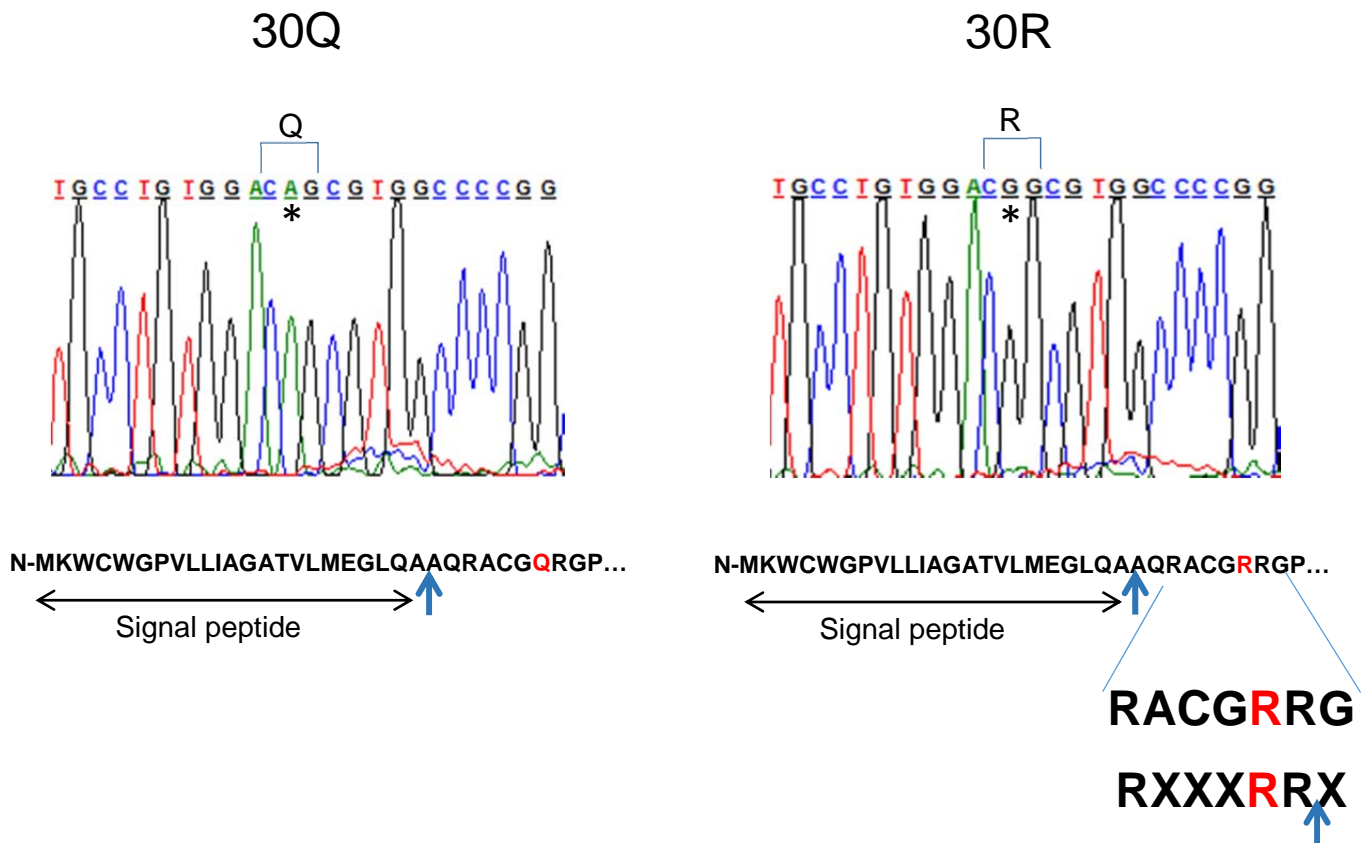 30Q
30R
Q
R
TGCCTGTGGACAGCGTGGCCCCGG
TGCCTGTGGACGGCGTGGCCCCGG
*
*
N-MKWCWGPVLLIAGATVLMEGLQAAQRACGQRGP...
N-MKWCWGPVLLIAGATVLMEGLQAAQRACGRRGP...
Signal peptide
Signal peptide
RACGRRG
RXXXRRX